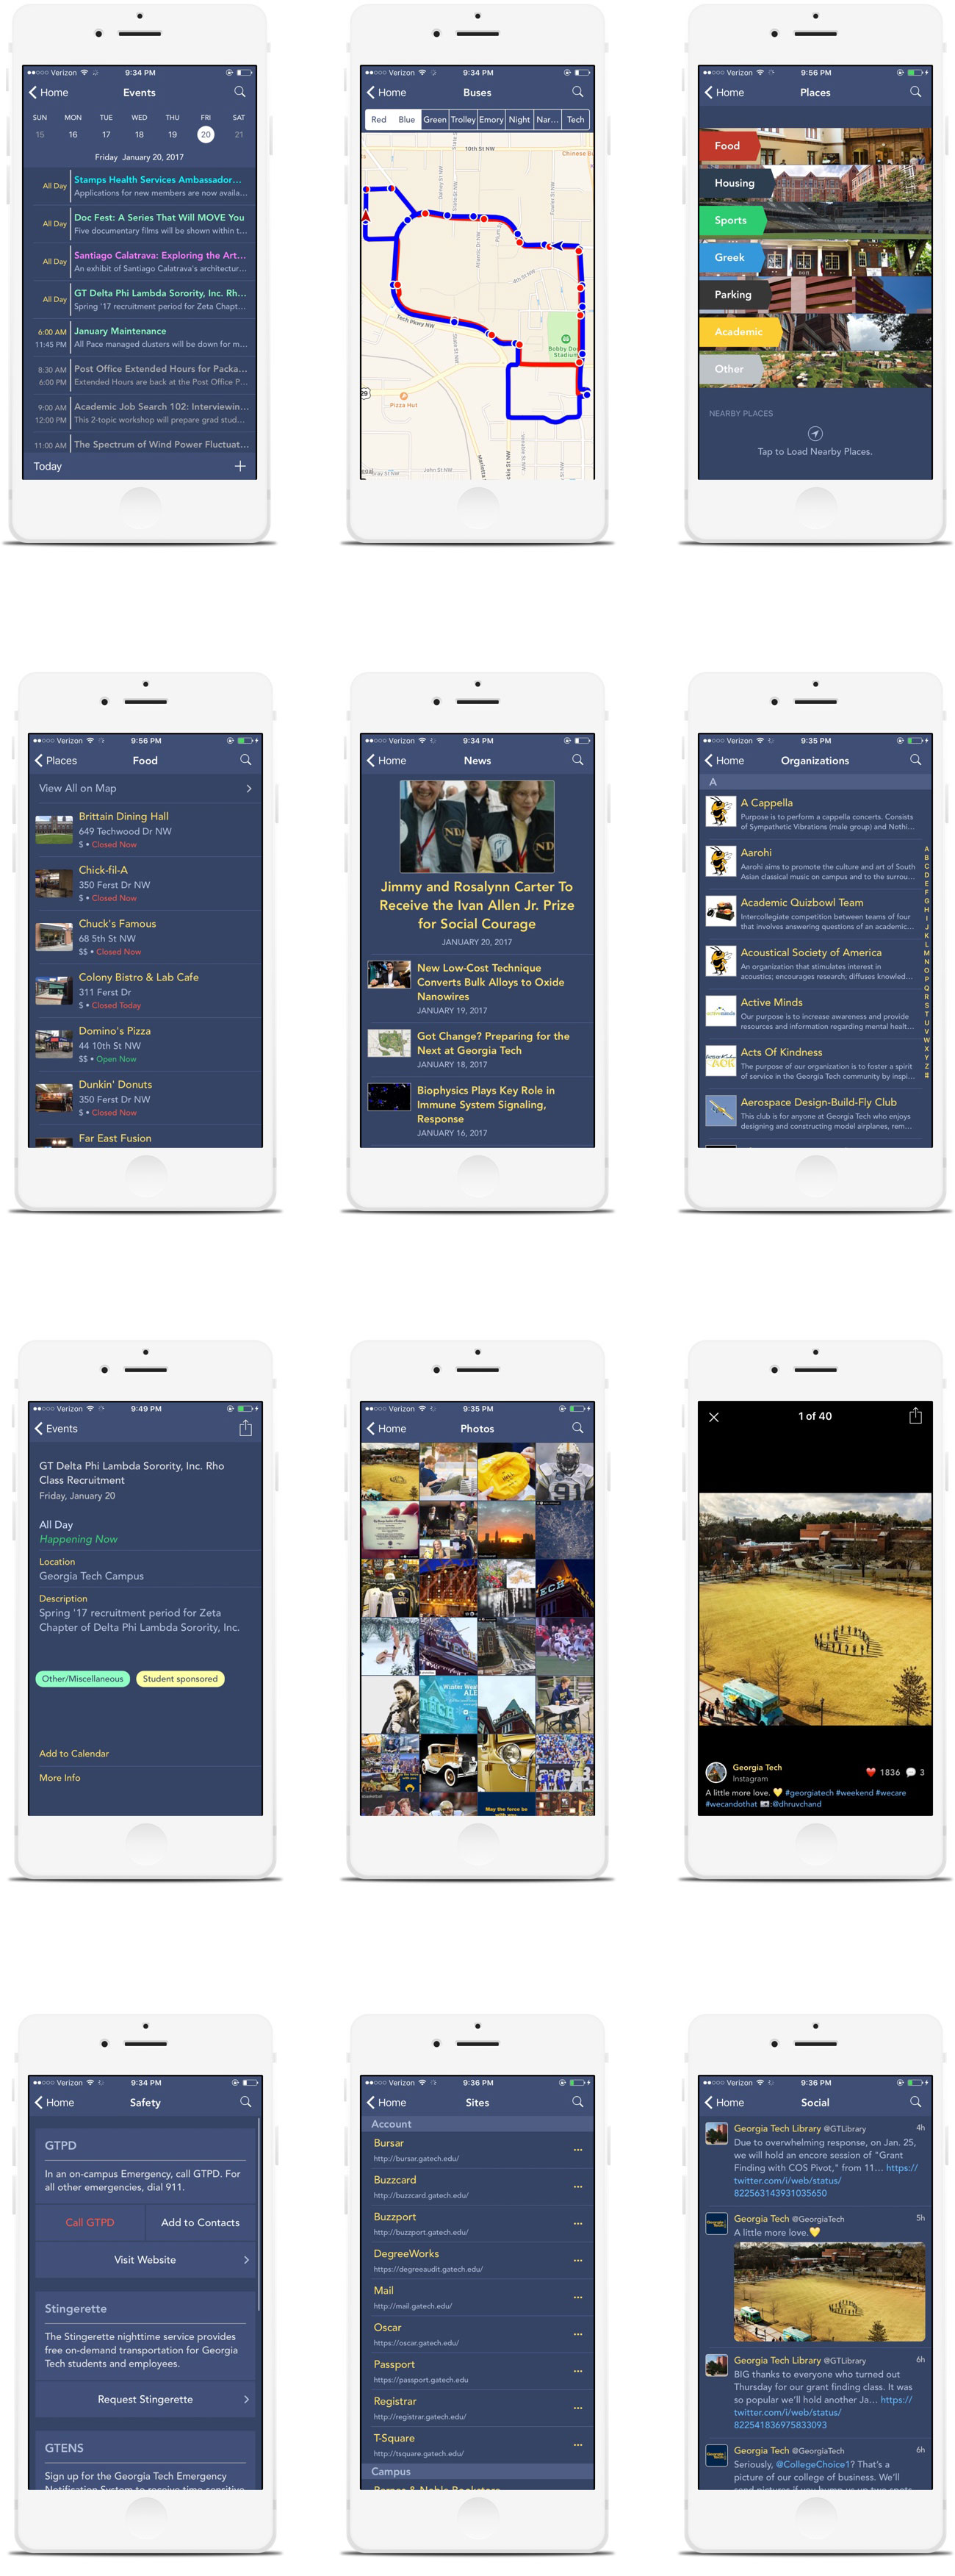 Verizon 9:34 PM
Home Events
SUN MON TUE WED THU FRI SAT
15 16 17 18 19 20 21
Friday January 20, 2017
All Day Stamps Health Services Ambassador...
Applications for new members are now availa...
All Day Doc Fest: A Series That Will MOVE You
Five documentary films will be shown within t...
All Day Santiago Calatrava: Exploring the Art...
An exhibit of Santiago Calatrava's architectur...
All Day GT Delta Phi Lambda Sorority, Inc. Rh...
Spring '17 recruitment period for Zeta Chapt...
6:00 AM January Maintenance
11:45 PM All Pace managed clusters will be down for m...
8:30 AM Post Office Extended Hours for Packa...
6:00 PM Extended Hours are back at the Post Office P...
9:00 AM Academic Job Search 102: Interviewin...
12:00 PM This 2-topic workshop will prepare grad stud...
11:00 AM The Spectrum of Wind Power Fluctuat...
Today +
Verizon 9:34 PM
Home Buses
Red Blue Green Trolley Emory Night Nar... Tech
10th St NW
Chinese B
4th St NW
Tech Pkwy NW
Bobby Do
Stadium
29
Pizza Hut
John St NW
Verizon 9:56 PM
Home Places
Food
Housing
Sports
Greek
Parking
Academic
Other
NEARBY PLACES
Tap to Load Nearby Places.
Verizon 9:56 PM
Places Food
View All on Map
Brittain Dining Hall
649 Techwood Dr NW
$ • Closed Now
Chick-fil-A
350 Ferst Dr NW
$ • Closed Now
Chuck's Famous
68 5th St NW
$$ • Closed Now
Colony Bistro & Lab Cafe
311 Ferst Dr
$ • Closed Today
Domino's Pizza
44 10th St NW
$$ • Open Now
Dunkin' Donuts
350 Ferst Dr NW
$ • Closed Now
Far East Fusion
Verizon 9:34 PM
Home News
Jimmy and Rosalynn Carter To
Receive the Ivan Allen Jr. Prize
for Social Courage
JANUARY 20, 2017
New Low-Cost Technique
Converts Bulk Alloys to Oxide
Nanowires
JANUARY 19, 2017
Got Change? Preparing for the
Next at Georgia Tech
JANUARY 18, 2017
Biophysics Plays Key Role in
Immune System Signaling,
Response
JANUARY 16, 2017
Verizon 9:35 PM
Home Organizations
A
A Cappella
Purpose is to perform a cappella concerts. Consists
of Sympathetic Vibrations (male group) and Nothi...
Aarohi
Aarohi aims to promote the culture and art of South
Asian classical music on campus and to the surrou...
Academic Quizbowl Team
Intercollegiate competition between teams of four
that involves answering questions of an academic...
Acoustical Society of America
An organization that stimulates interest in
acoustics; encourages research; diffuses knowled...
Active Minds
Our purpose is to increase awareness and provide
resources and information regarding mental healt...
Acts Of Kindness
The purpose of our organization is to foster a spirit
of service in the Georgia Tech community by inspi...
Aerospace Design-Build-Fly Club
This club is for anyone at Georgia Tech who enjoys
designing and constructing model airplanes, rem...
A
B
C
D
E
F
G
H
I
J
K
L
M
N
O
P
Q
R
S
T
U
V
W
X
Y
Z
#
Verizon 9:49 PM
Events
GT Delta Phi Lambda Sorority, Inc. Rho
Class Recruitment
Friday, January 20
All Day
Happening Now
Location
Georgia Tech Campus
Description
Spring '17 recruitment period for Zeta
Chapter of Delta Phi Lambda Sorority, Inc.
Other/Miscellaneous Student sponsored
Add to Calendar
More Info
Verizon 9:35 PM
Home Photos
91
ECH
TECH
May the force be
1 of 40
Georgia Tech
Instagram
1836 3
A little more love. 💛 #georgiatech #weekend #wecare
#wecandothat 📷:@dhruvchand
Verizon 9:34 PM
Home Safety
GTPD
In an on-campus Emergency, call GTPD. For
all other emergencies, dial 911.
Call GTPD Add to Contacts
Visit Website
Stingerette
The Stingerette nighttime service provides
free on-demand transportation for Georgia
Tech students and employees.
Request Stingerette
GTENS
Sign up for the Georgia Tech Emergency
Notification System to receive time-sensitive
Verizon 9:36 PM
Home Sites
Account
Bursar
http://bursar.gatech.edu/
Buzzcard
http://buzzcard.gatech.edu/
Buzzport
http://buzzport.gatech.edu/
DegreeWorks
https://degreeaudit.gatech.edu/
Mail
http://mail.gatech.edu/
Oscar
https://oscar.gatech.edu/
Passport
https://passport.gatech.edu
Registrar
http://registrar.gatech.edu/
T-Square
http://tsquare.gatech.edu/
Campus
Barnes & Noble Bookstore
Verizon 9:36 PM
Home Social
Georgia Tech Library @GTLibrary 4h
Due to overwhelming response, on Jan. 25,
we will hold an encore session of "Grant
Finding with COS Pivot," from 11... https://
twitter.com/i/web/status/
822563143931035650
Georgia Tech @GeorgiaTech 5h
A little more love.💛
Georgia Tech Library @GTLibrary 6h
BIG thanks to everyone who turned out
Thursday for our grant finding class. It was
so popular we'll hold another Ja... https://
twitter.com/i/web/status/
822541836975833093
Georgia Tech @GeorgiaTech 6h
Seriously, @CollegeChoice1? That's a
picture of our college of business. We'll